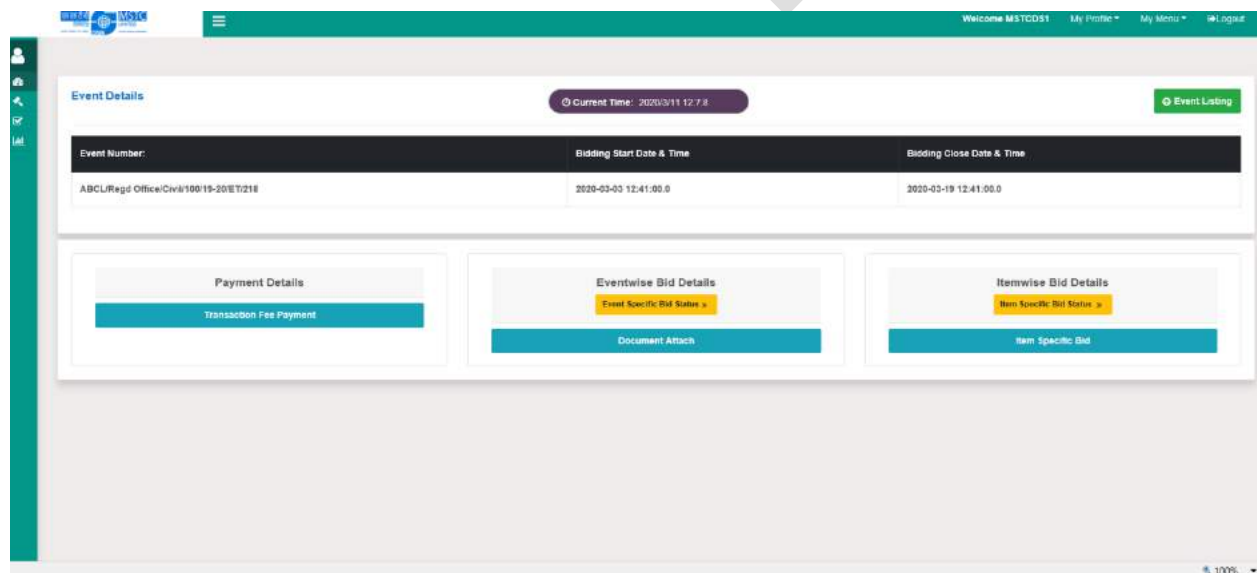 MSTC
Welcome MSTCDS1 My Profile My Menu Logout
Event Details
Current Time: 2020/3/11 12:7:8
Event Listing
Event Number: Bidding Start Date & Time Bidding Close Date & Time
ABCL/Regd Office/Civil/100/19-20/ET/218 2020-03-03 12:41:00.0 2020-03-19 12:41:00.0
Payment Details Eventwise Bid Details Itemwise Bid Details
Event Specific Bid Status » Item Specific Bid Status »
Transaction Fee Payment
Document Attach Item Specific Bid
100%